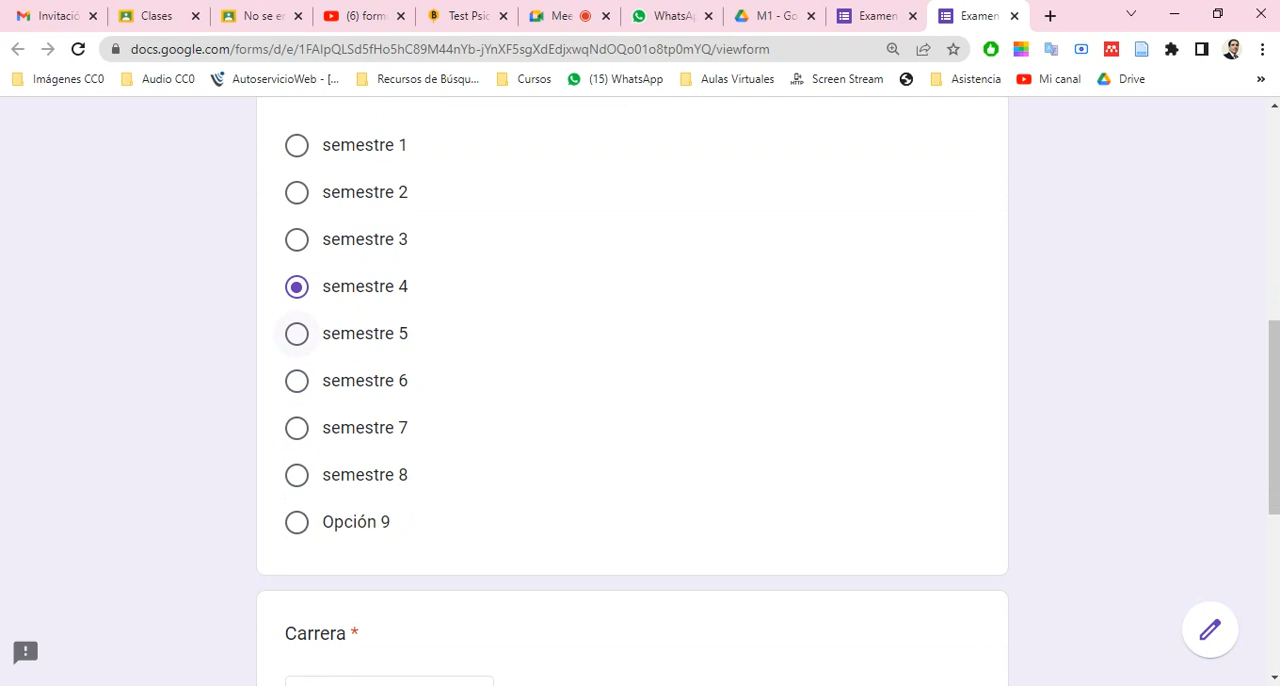 Invitació
Clases
No se en
(6) form
Test Psic
Mee
WhatsA
M1 - Go
Examen
Examen
docs.google.com/forms/d/e/1FAIpQLSd5fHo5hC89M44nYb-jYnXF5sgXdEdjxwqNdOQo01o8tp0mYQ/viewform
Imágenes CC0
Audio CC0
AutoservicioWeb - [...
Recursos de Búsqu...
Cursos
(15) WhatsApp
Aulas Virtuales
HTTP
Screen Stream
Asistencia
Mi canal
Drive
»
semestre 1
semestre 2
semestre 3
semestre 4
semestre 5
semestre 6
semestre 7
semestre 8
Opción 9
Carrera *